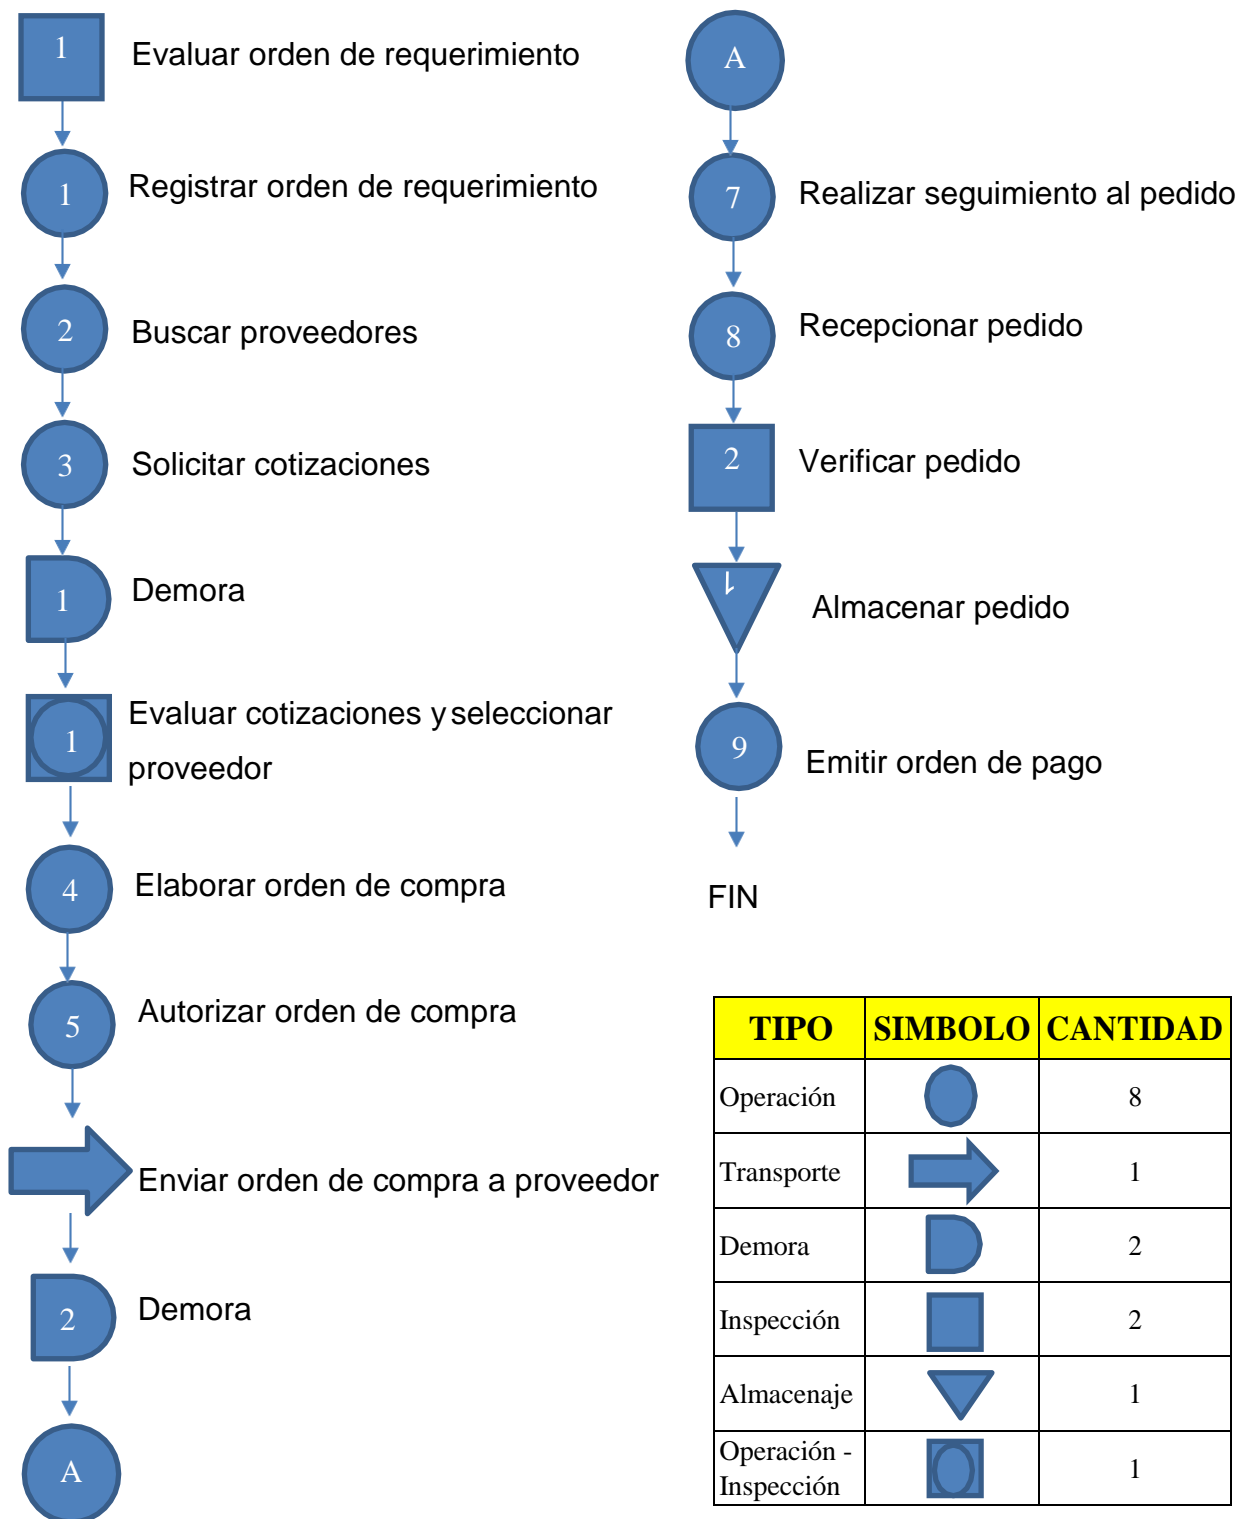 1 Evaluar orden de requerimiento
1 Registrar orden de requerimiento
2 Buscar proveedores
3 Solicitar cotizaciones
1 Demora
1 Evaluar cotizaciones y seleccionar
proveedor
4 Elaborar orden de compra
5 Autorizar orden de compra
Enviar orden de compra a proveedor
2 Demora
A
A
7 Realizar seguimiento al pedido
8 Recepcionar pedido
2 Verificar pedido
1 Almacenar pedido
9 Emitir orden de pago
FIN
TIPO SIMBOLO CANTIDAD
Operación 8
Transporte 1
Demora 2
Inspección 2
Almacenaje 1
Operación -
Inspección 1